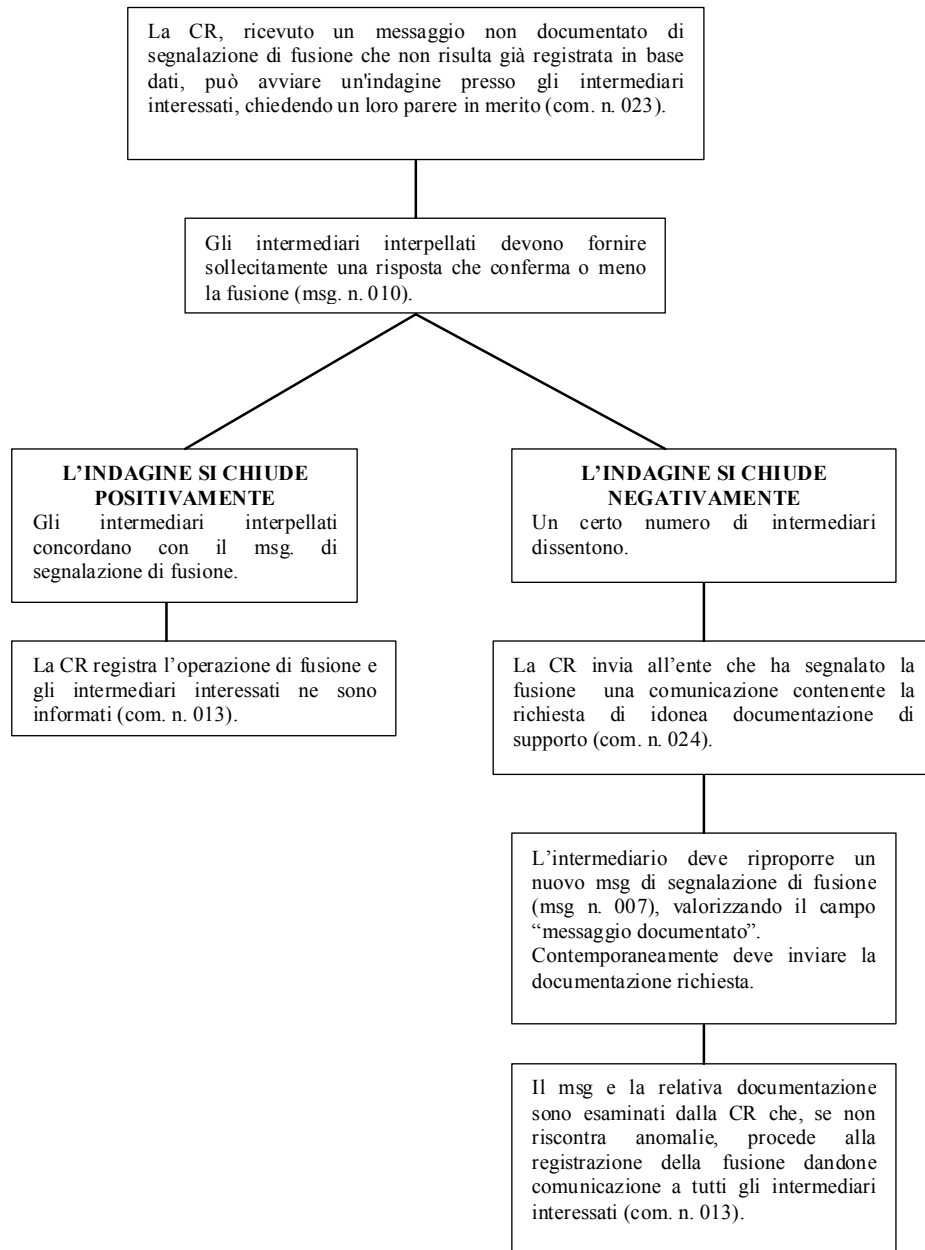 La CR, ricevuto un messaggio non documentato di
segnalazione di fusione che non risulta già registrata in base
dati, può avviare un'indagine presso gli intermediari
interessati, chiedendo un loro parere in merito (com. n. 023).
Gli intermediari interpellati devono fornire
sollecitamente una risposta che conferma o meno
la fusione (msg. n. 010).
L’INDAGINE SI CHIUDE
POSITIVAMENTE
Gli intermediari interpellati
concordano con il msg. di
segnalazione di fusione.
L’INDAGINE SI CHIUDE
NEGATIVAMENTE
Un certo numero di intermediari
dissentono.
La CR registra l’operazione di fusione e
gli intermediari interessati ne sono
informati (com. n. 013).
La CR invia all’ente che ha segnalato la
fusione una comunicazione contenente la
richiesta di idonea documentazione di
supporto (com. n. 024).
L’intermediario deve riproporre un
nuovo msg di segnalazione di fusione
(msg n. 007), valorizzando il campo
“messaggio documentato”.
Contemporaneamente deve inviare la
documentazione richiesta.
Il msg e la relativa documentazione
sono esaminati dalla CR che, se non
riscontra anomalie, procede alla
registrazione della fusione dandone
comunicazione a tutti gli intermediari
interessati (com. n. 013).